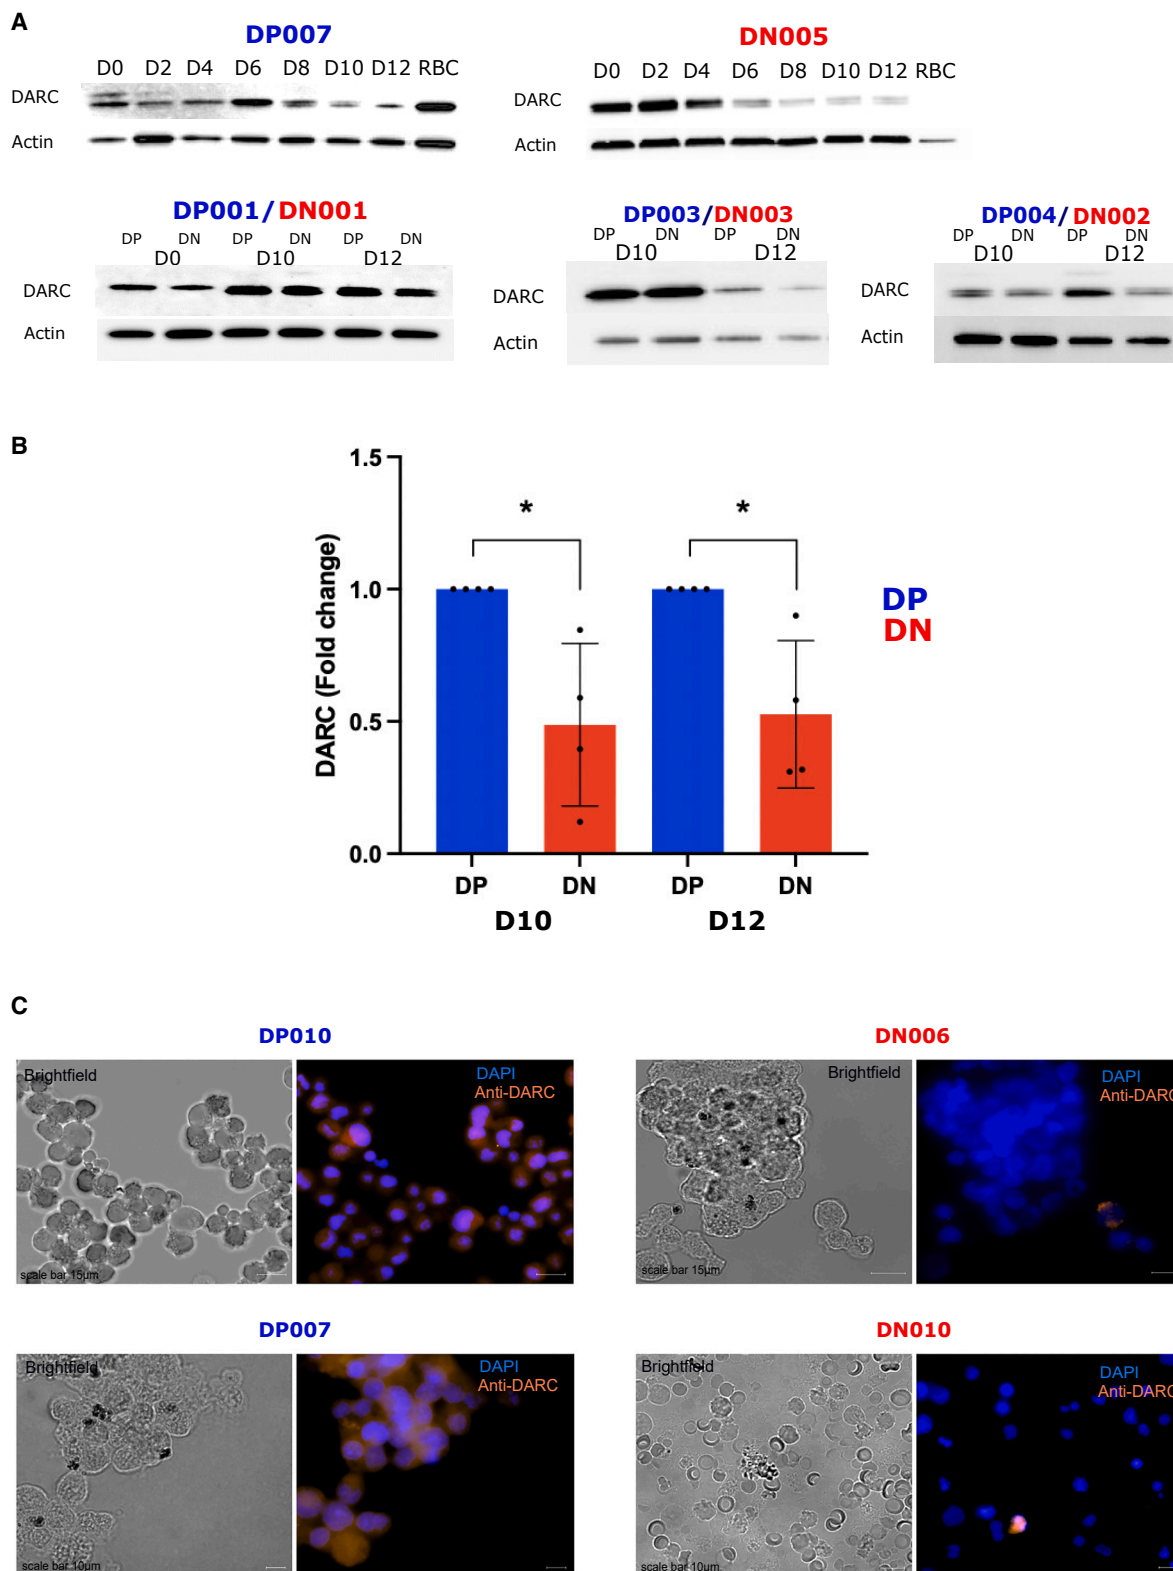 A
DP007
D0 D2 D4 D6 D8 D10 D12 RBC
DARC
Actin
DN005
D0 D2 D4 D6 D8 D10 D12 RBC
DARC
Actin
DP001/DN001
DP DN DP DN DP DN
D0 D10 D12
DARC
Actin
DP003/DN003
DP DN DP DN
D10 D12
DARC
Actin
DP004/DN002
DP DN DP DN
D10 D12
DARC
Actin
B
DARC (Fold change)
1.5
1.0
0.5
0.0
* *
DP DN DP DN
D10 D12
DP
DN
C
DP010
Brightfield
scale bar 15µm
DAPI
Anti-DARC
DN006
Brightfield
scale bar 15µm
DAPI
Anti-DARC
DP007
Brightfield
scale bar 10µm
DAPI
Anti-DARC
DN010
Brightfield
scale bar 10µm
DAPI
Anti-DARC